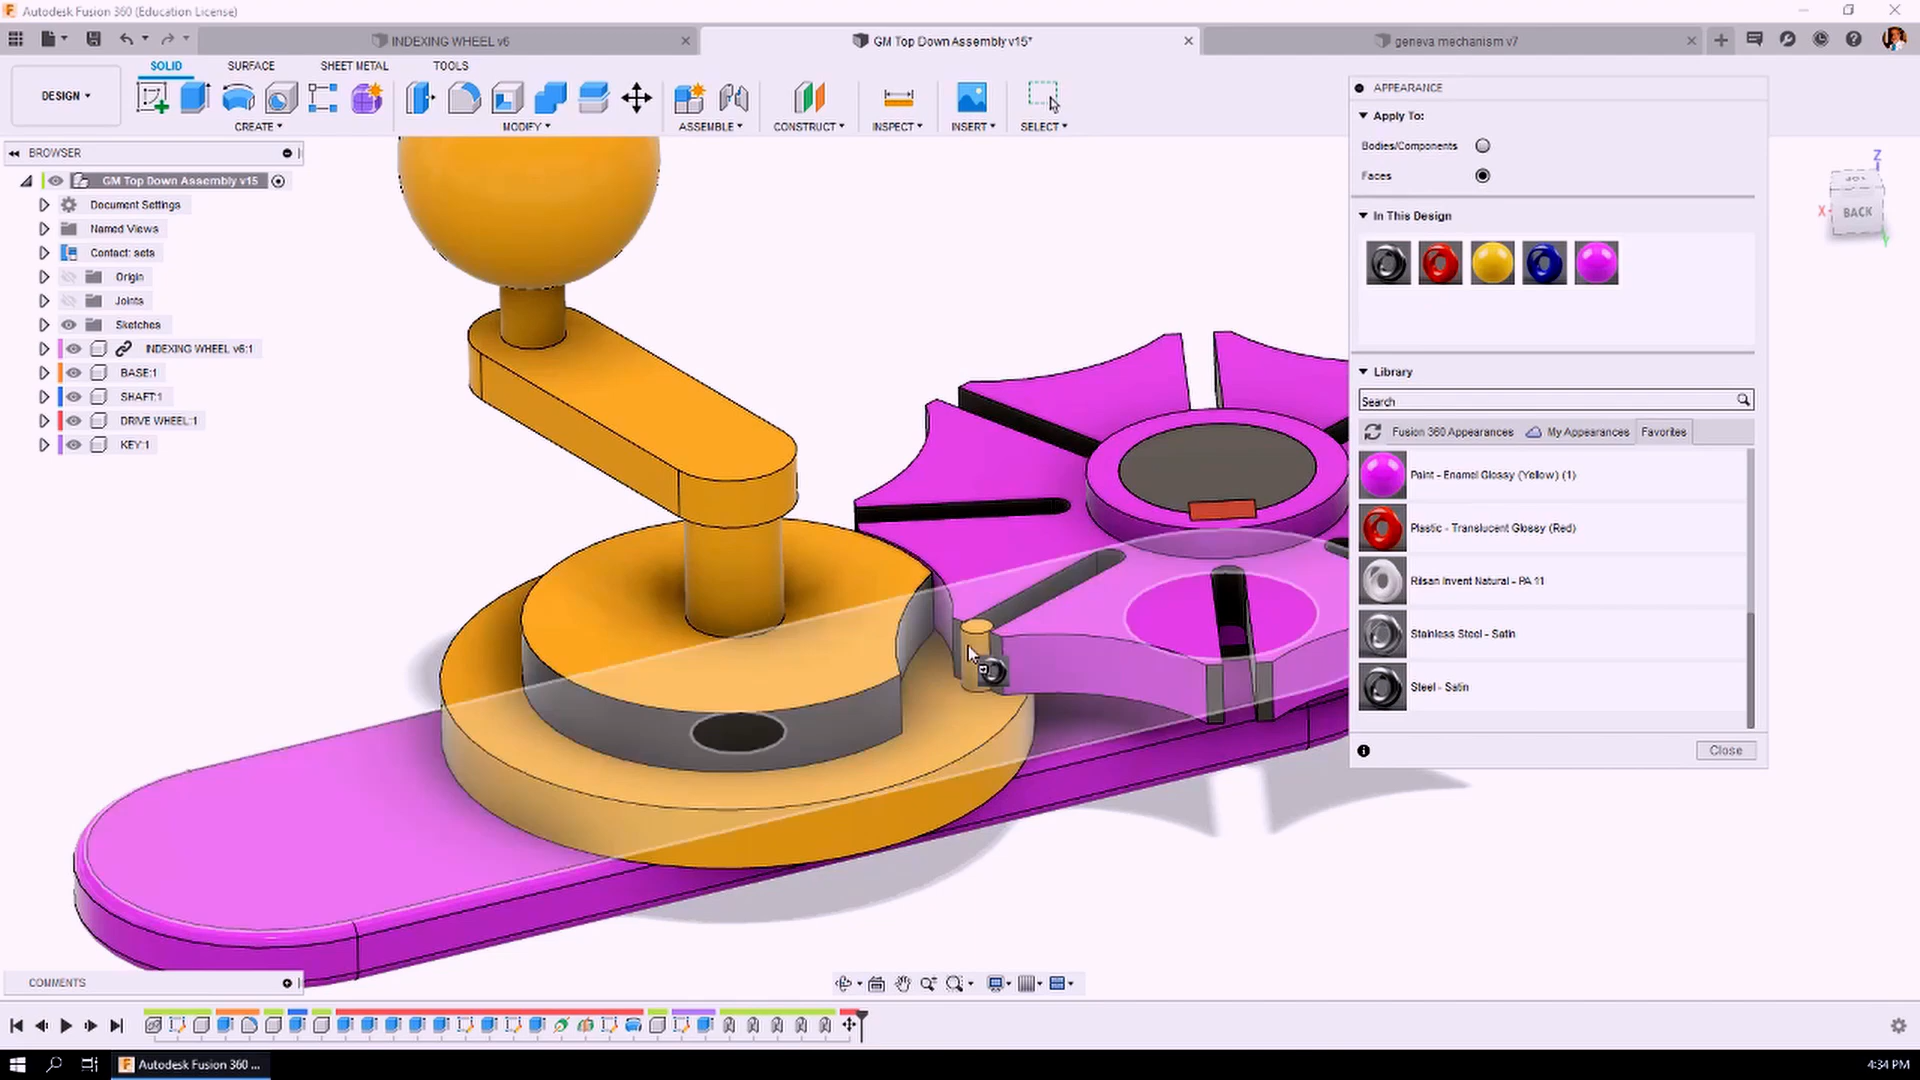 Autodesk Fusion 360 (Education License)
INDEXING WHEEL v6
GM Top Down Assembly v15*
geneva mechanism v7
DESIGN
SOLID
SURFACE
SHEET METAL
TOOLS
CREATE
MODIFY
ASSEMBLE
CONSTRUCT
INSPECT
INSERT
SELECT
BROWSER
GM Top Down Assembly v15
Document Settings
Named Views
Contact: sets
Origin
Joints
Sketches
INDEXING WHEEL v6:1
BASE:1
SHAFT:1
DRIVE WHEEL:1
KEY:1
APPEARANCE
Apply To:
Bodies/Components
Faces
In This Design
Library
Search
Fusion 360 Appearances
My Appearances
Favorites
Paint - Enamel Glossy (Yellow) (1)
Plastic - Translucent Glossy (Red)
Rilsan Invent Natural - PA 11
Stainless Steel - Satin
Steel - Satin
Close
Z
TOP
X
BACK
Y
COMMENTS
Autodesk Fusion 360 ...
4:34 PM